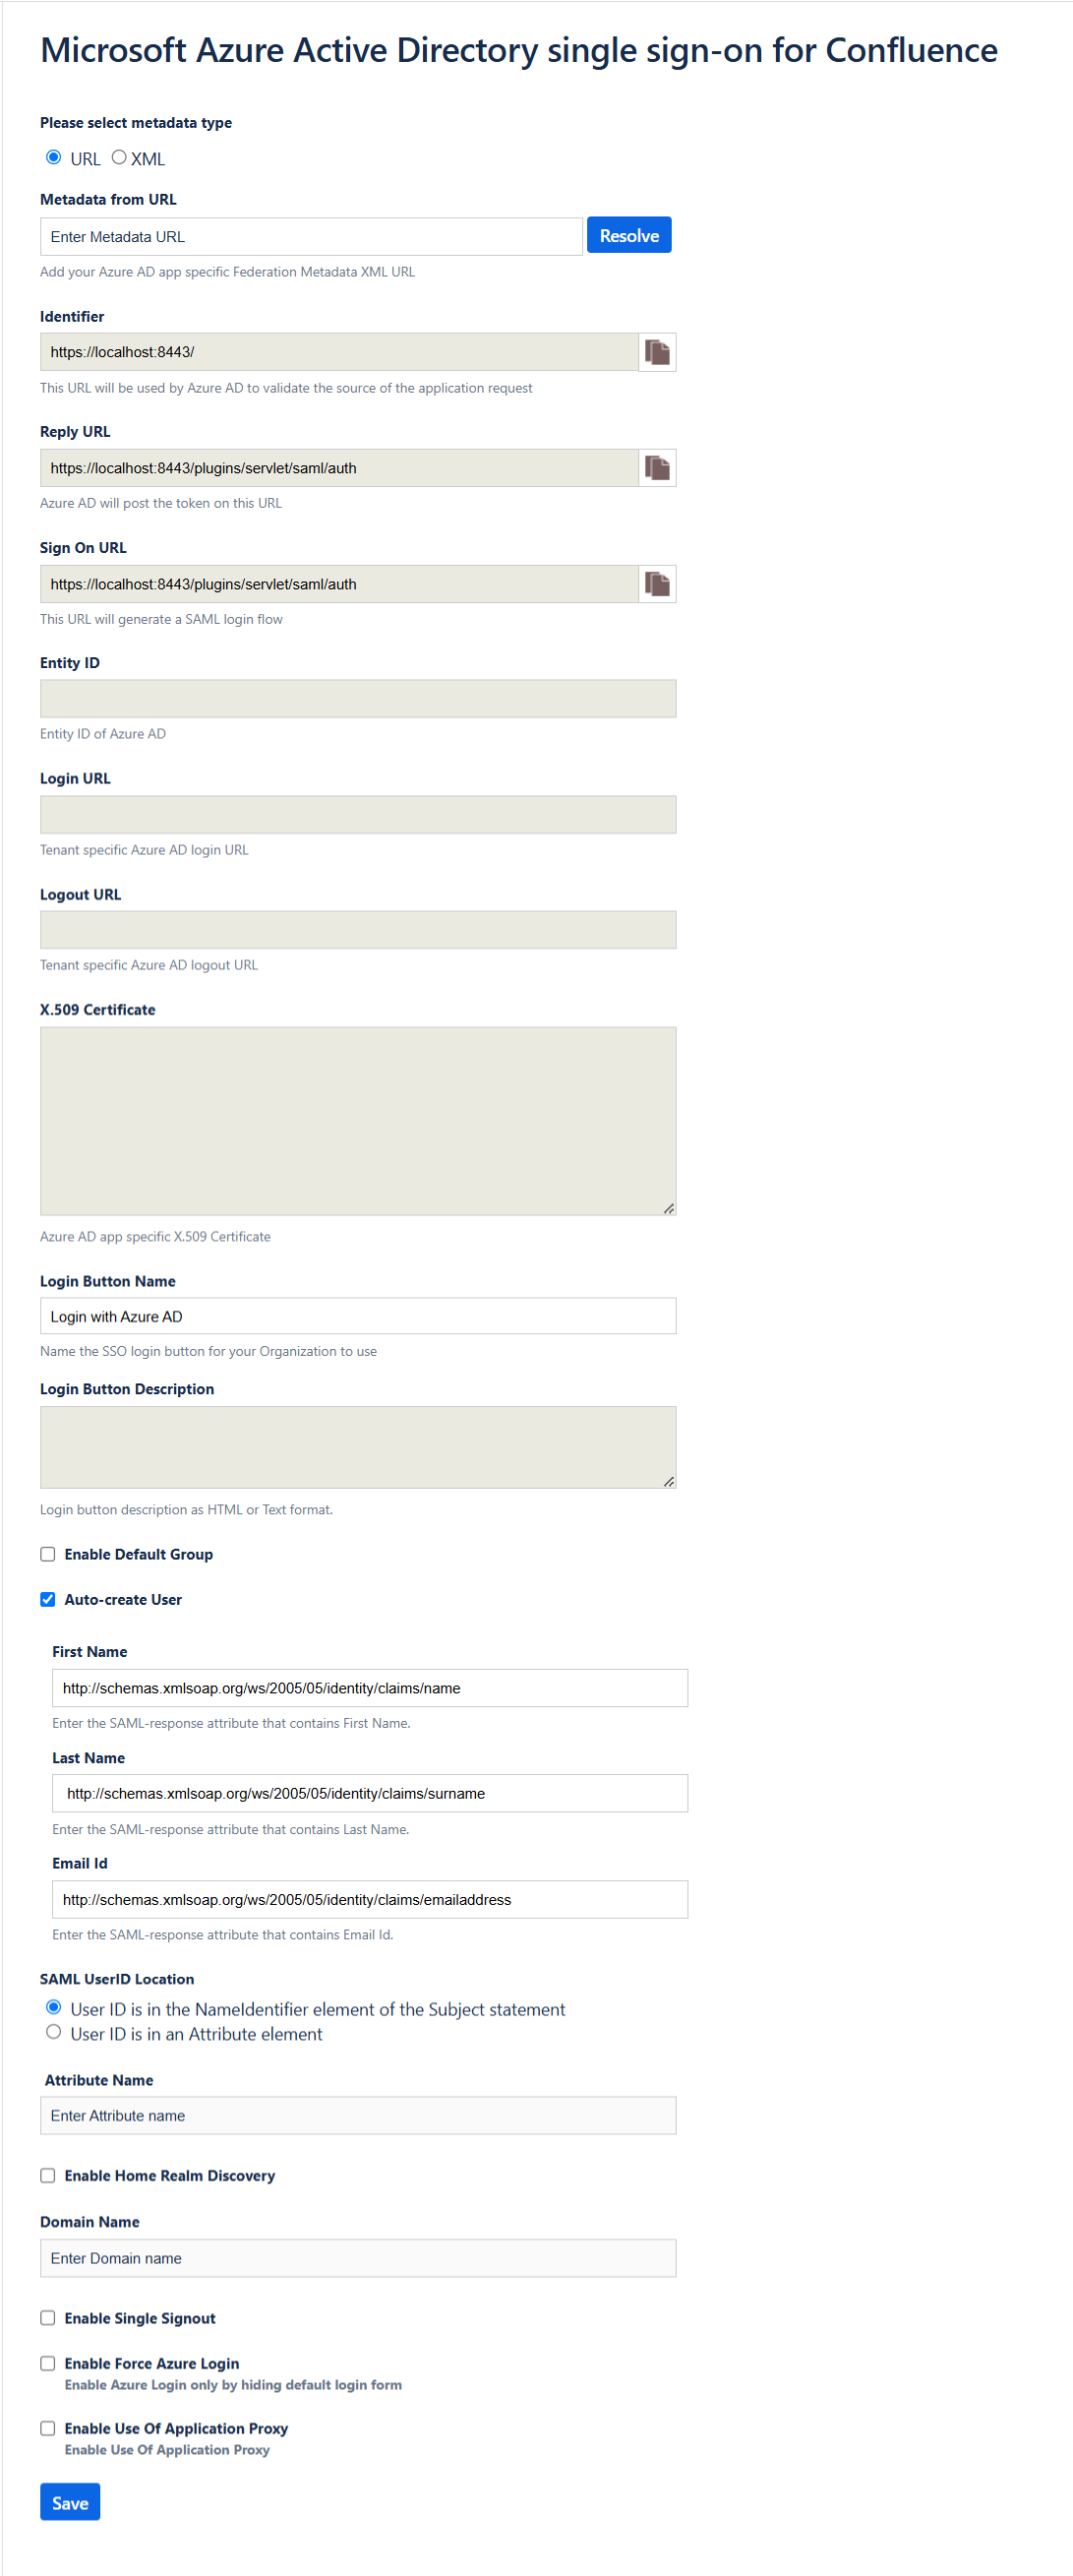 Microsoft Azure Active Directory single sign-on for Confluence
Please select metadata type
URL XML
Metadata from URL
Enter Metadata URL Resolve
Add your Azure AD app specific Federation Metadata XML URL
Identifier
https://localhost:8443/
This URL will be used by Azure AD to validate the source of the application request
Reply URL
https://localhost:8443/plugins/servlet/saml/auth
Azure AD will post the token on this URL
Sign On URL
https://localhost:8443/plugins/servlet/saml/auth
This URL will generate a SAML login flow
Entity ID
Entity ID of Azure AD
Login URL
Tenant specific Azure AD login URL
Logout URL
Tenant specific Azure AD logout URL
X.509 Certificate
Azure AD app specific X.509 Certificate
Login Button Name
Login with Azure AD
Name the SSO login button for your Organization to use
Login Button Description
Login button description as HTML or Text format.
Enable Default Group
Auto-create User
First Name
http://schemas.xmlsoap.org/ws/2005/05/identity/claims/name
Enter the SAML-response attribute that contains First Name.
Last Name
http://schemas.xmlsoap.org/ws/2005/05/identity/claims/surname
Enter the SAML-response attribute that contains Last Name.
Email Id
http://schemas.xmlsoap.org/ws/2005/05/identity/claims/emailaddress
Enter the SAML-response attribute that contains Email Id.
SAML UserID Location
User ID is in the NameIdentifier element of the Subject statement
User ID is in an Attribute element
Attribute Name
Enter Attribute name
Enable Home Realm Discovery
Domain Name
Enter Domain name
Enable Single Signout
Enable Force Azure Login
Enable Azure Login only by hiding default login form
Enable Use Of Application Proxy
Enable Use Of Application Proxy
Save